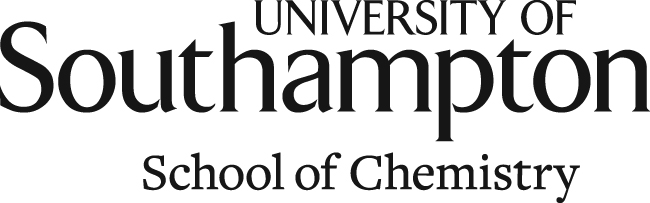 UNIVERSITY OF
Southampton
School of Chemistry